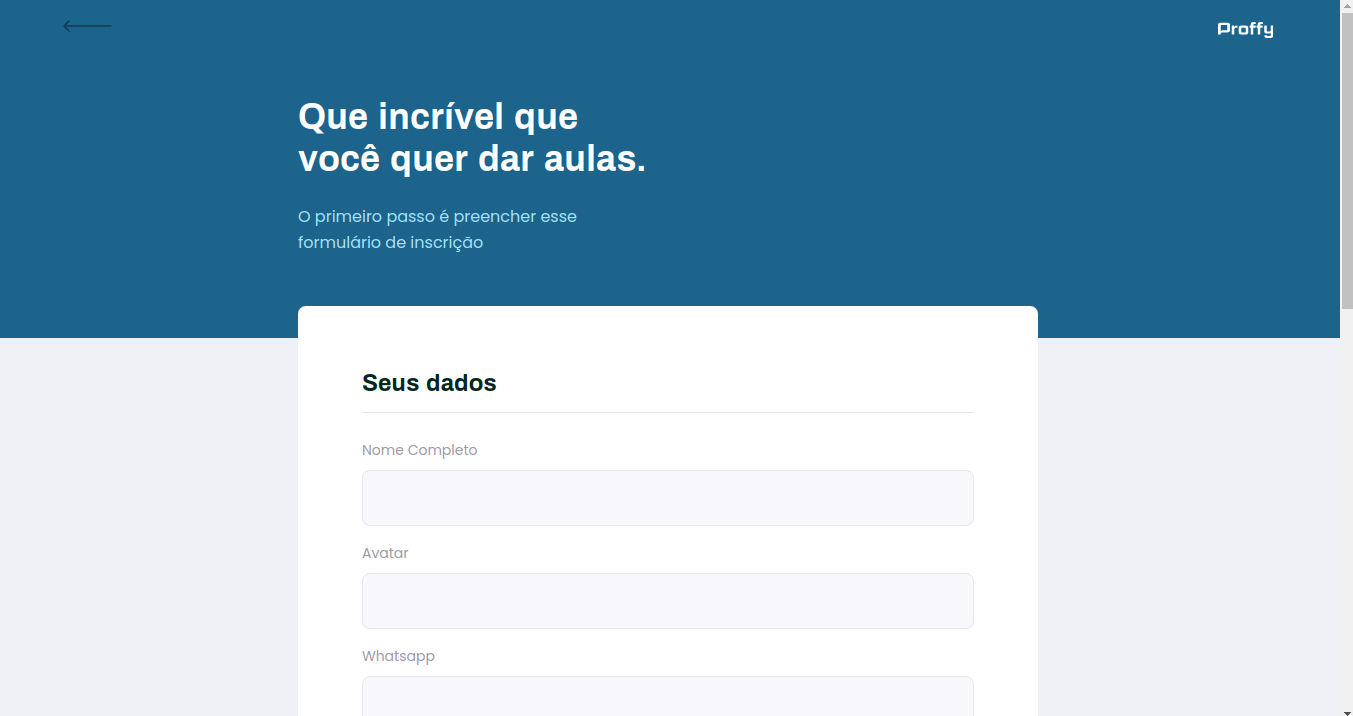 Proffy
Que incrível que
você quer dar aulas.
O primeiro passo é preencher esse
formulário de inscrição
Seus dados
Nome Completo
Avatar
Whatsapp